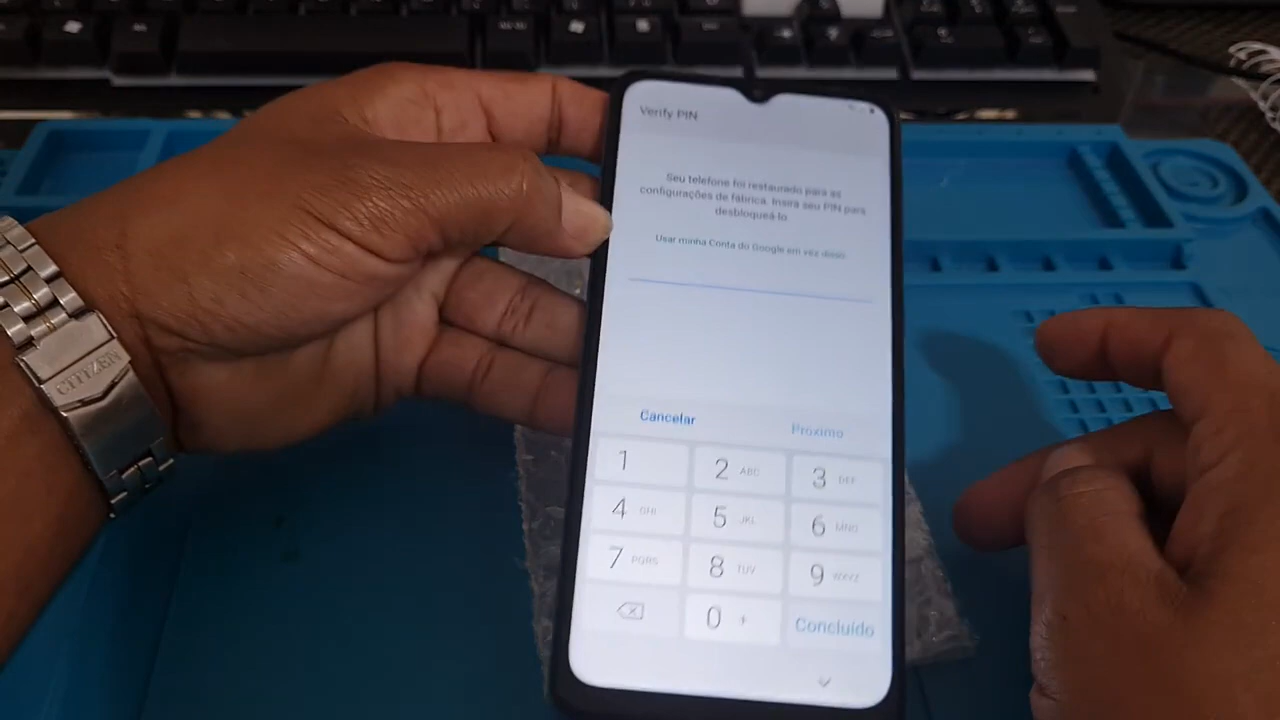 Verify PIN
Seu telefone foi restaurado para as
configurações de fábrica. Insira seu PIN para
desbloqueá-lo
Usar minha Conta do Google em vez disso
Cancelar
Próximo
1
2 ABC
3 DEF
4 GHI
5 JKL
6 MNO
7 PQRS
8 TUV
9 WXYZ
0 +
Concluído
CITIZEN